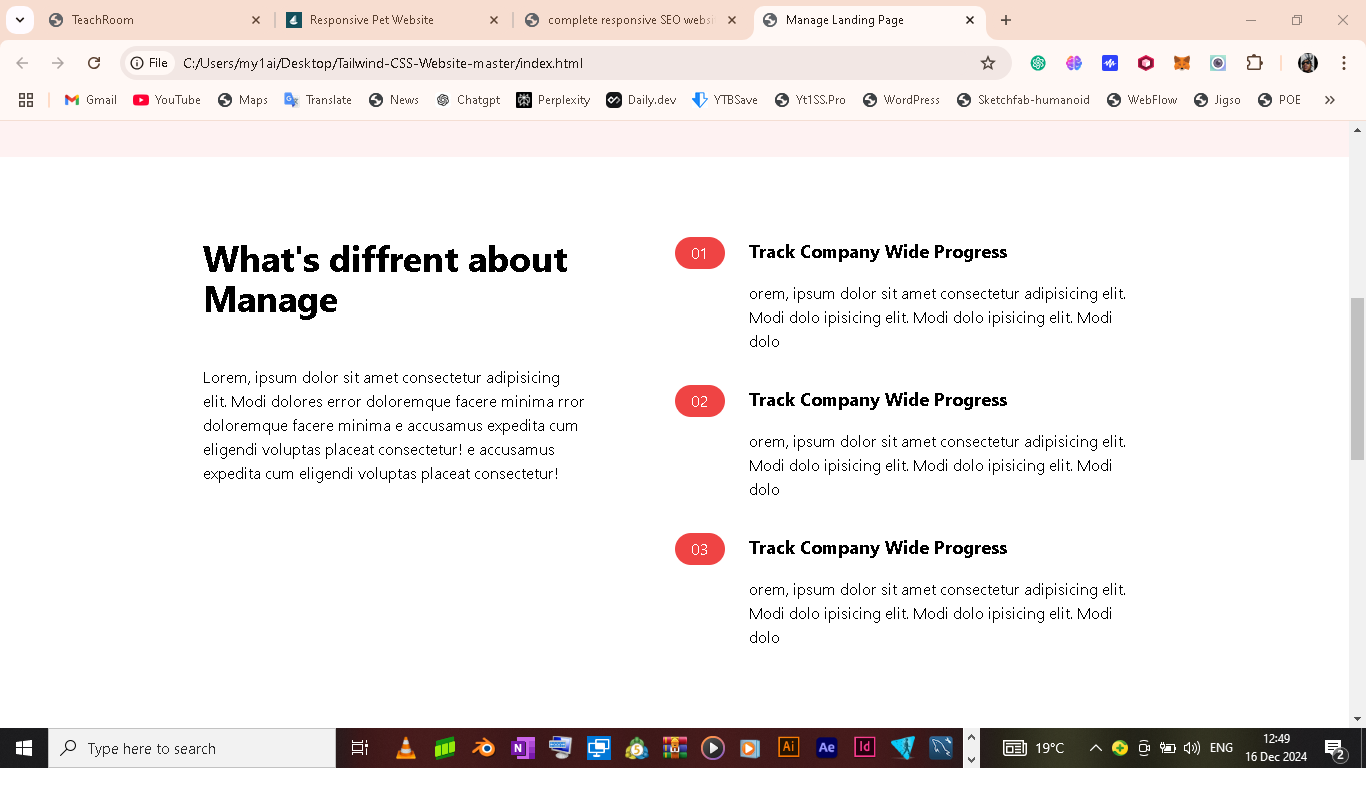 TeachRoom
Responsive Pet Website
complete responsive SEO websi
Manage Landing Page
File
C:/Users/my1ai/Desktop/Tailwind-CSS-Website-master/index.html
Gmail
YouTube
Maps
Translate
News
Chatgpt
Perplexity
Daily.dev
YTBSave
Yt1SS.Pro
WordPress
Sketchfab-humanoid
WebFlow
Jigso
POE
What's diffrent about
Manage
Lorem, ipsum dolor sit amet consectetur adipisicing
elit. Modi dolores error doloremque facere minima rror
doloremque facere minima e accusamus expedita cum
eligendi voluptas placeat consectetur! e accusamus
expedita cum eligendi voluptas placeat consectetur!
01
Track Company Wide Progress
orem, ipsum dolor sit amet consectetur adipisicing elit.
Modi dolo ipisicing elit. Modi dolo ipisicing elit. Modi
dolo
02
Track Company Wide Progress
orem, ipsum dolor sit amet consectetur adipisicing elit.
Modi dolo ipisicing elit. Modi dolo ipisicing elit. Modi
dolo
03
Track Company Wide Progress
orem, ipsum dolor sit amet consectetur adipisicing elit.
Modi dolo ipisicing elit. Modi dolo ipisicing elit. Modi
dolo
Type here to search
N
Ai
Ae
Id
19°C
ENG
12:49
16 Dec 2024
2